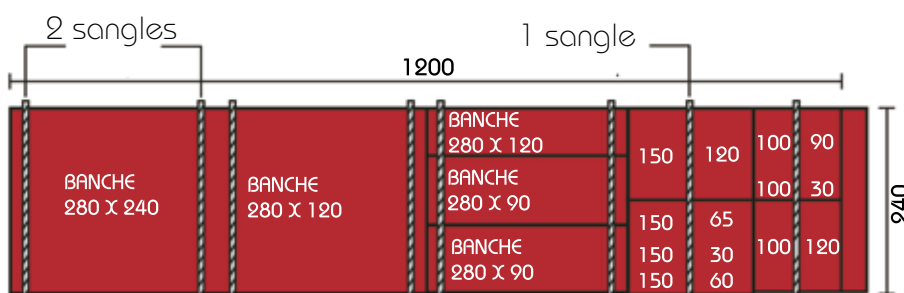 2 sangles
1 sangle
1200
BANCHE
280 X 240
BANCHE
280 X 120
BANCHE
280 X 120
BANCHE
280 X 90
BANCHE
280 X 90
150 120
150 65
150 30
150 60
100 90
100 30
100 120
240